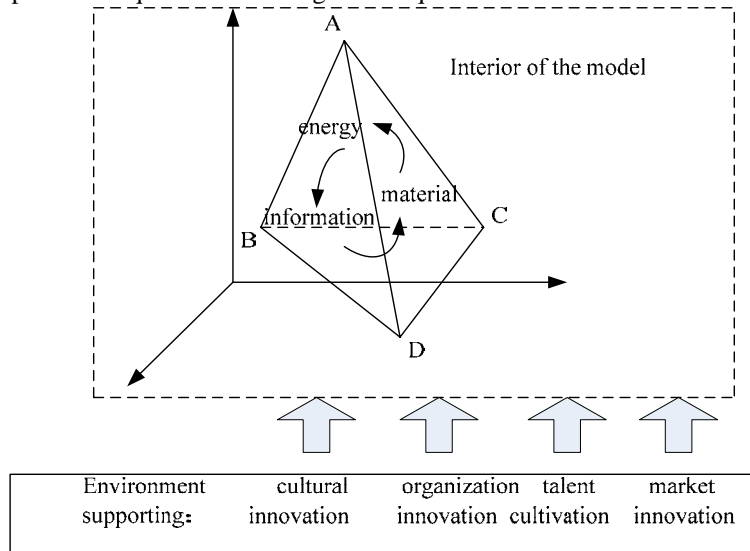 A
Interior of the model
energy
material
information
B
C
D
Environment cultural organization talent market
supporting: innovation innovation cultivation innovation